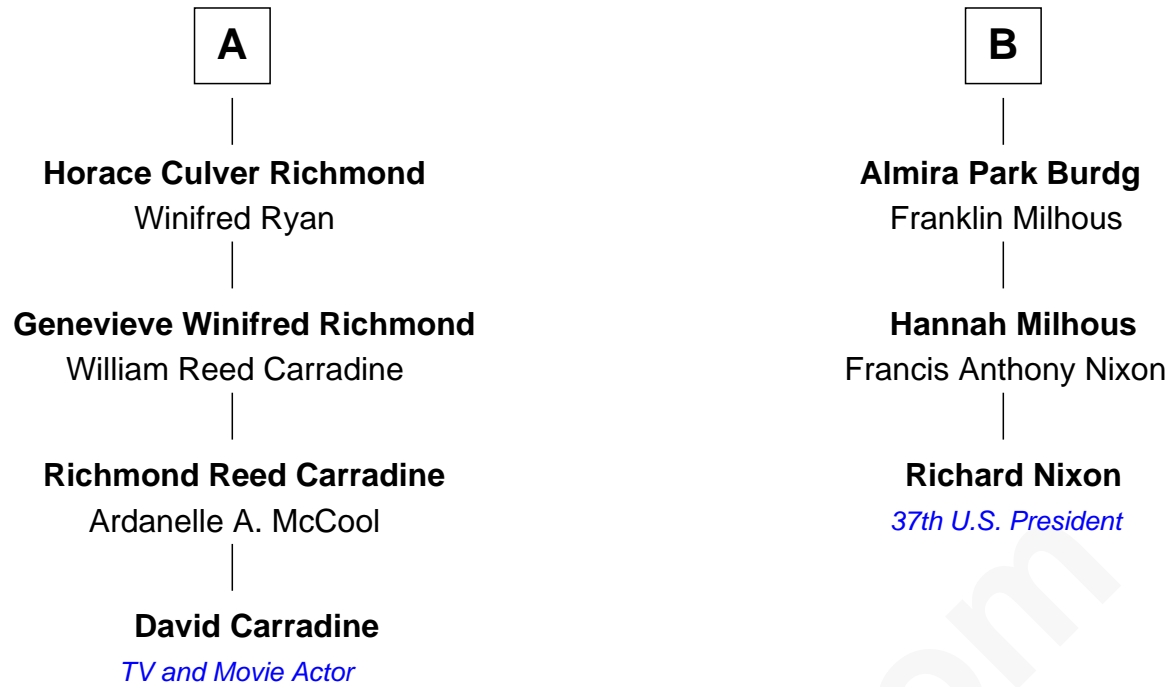 A
Horace Culver Richmond
Winifred Ryan
Genevieve Winifred Richmond
William Reed Carradine
Richmond Reed Carradine
Ardanelle A. McCool
David Carradine
TV and Movie Actor
B
Almira Park Burdg
Franklin Milhous
Hannah Milhous
Francis Anthony Nixon
Richard Nixon
37th U.S. President
om